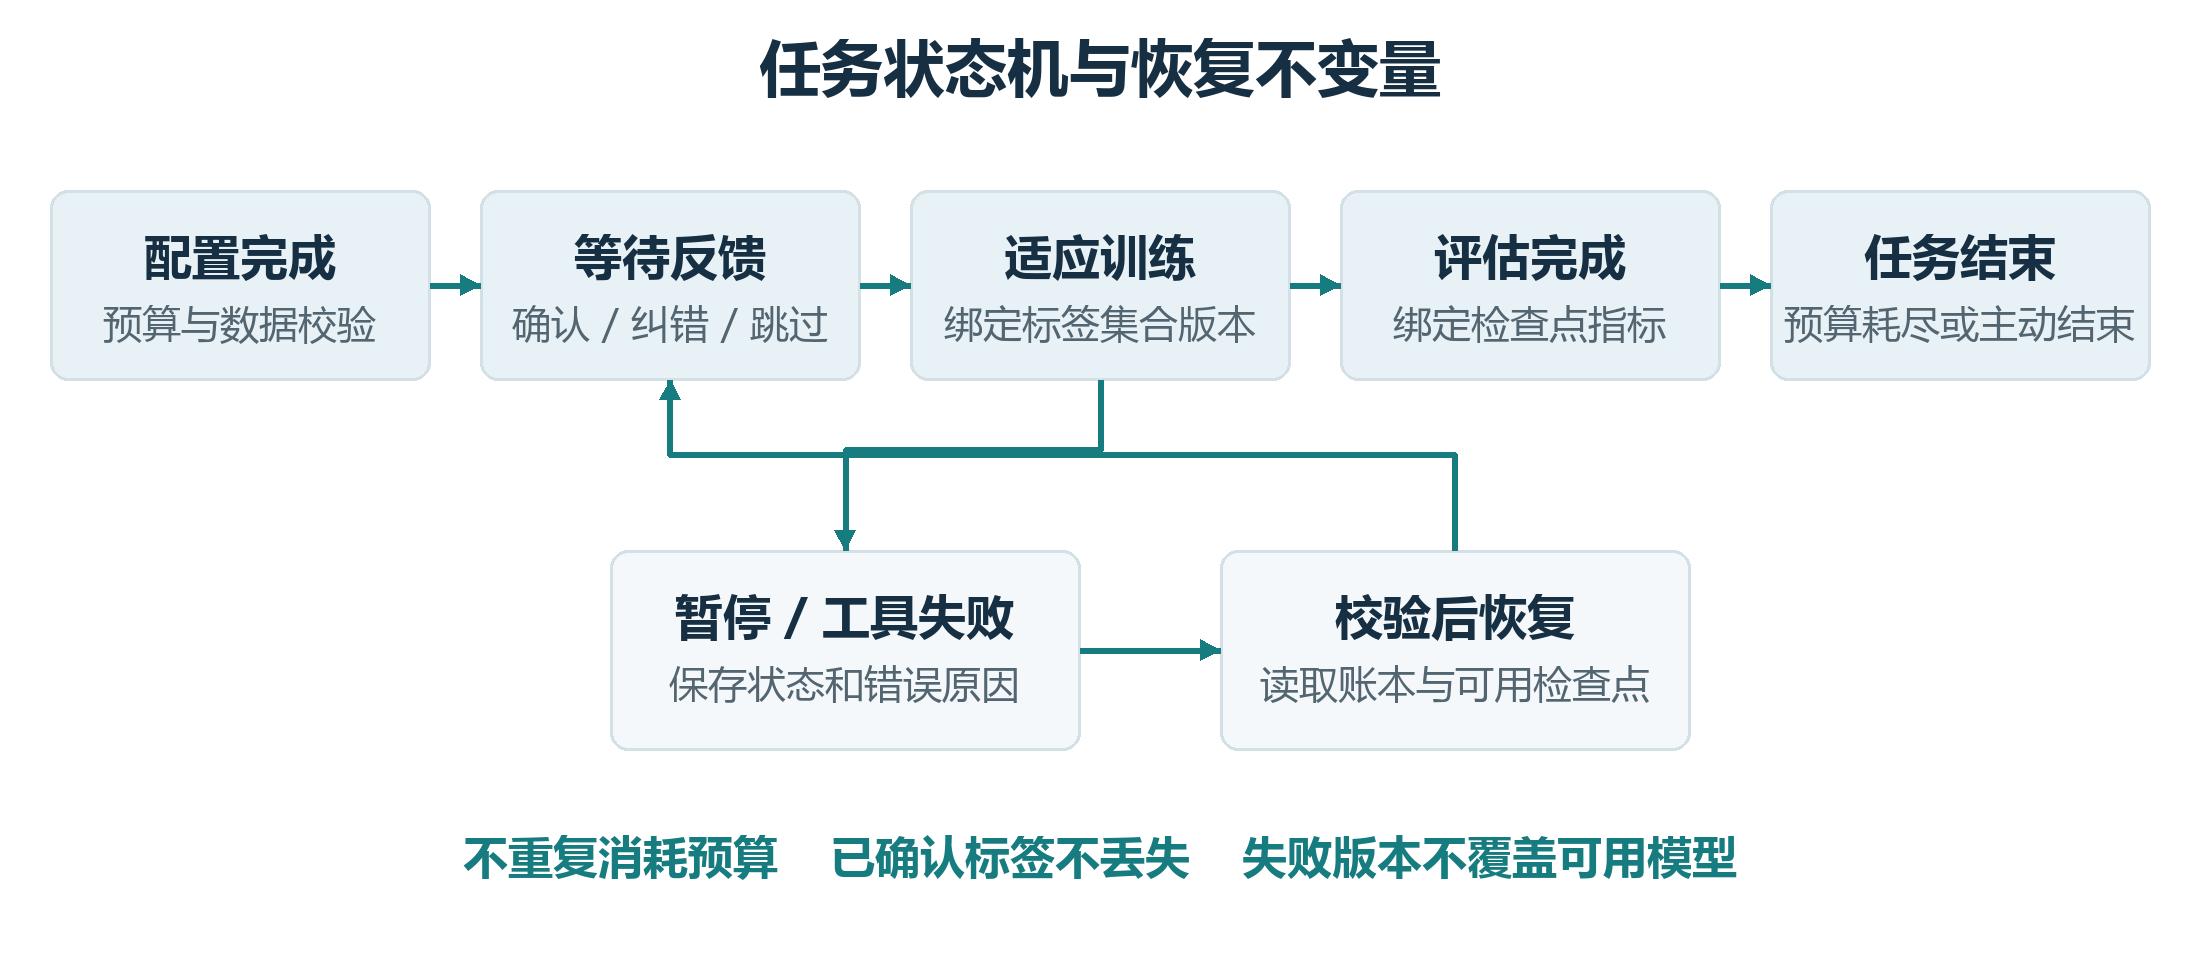 任务状态机与恢复不变量
配置完成
预算与数据校验
等待反馈
确认 / 纠错 / 跳过
适应训练
绑定标签集合版本
评估完成
绑定检查点指标
任务结束
预算耗尽或主动结束
暂停 / 工具失败
保存状态和错误原因
校验后恢复
读取账本与可用检查点
不重复消耗预算
已确认标签不丢失
失败版本不覆盖可用模型